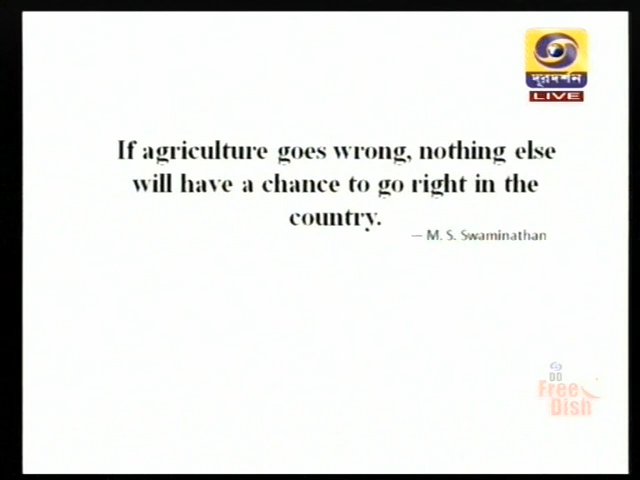 দূরদর্শন
LIVE
If agriculture goes wrong, nothing else
will have a chance to go right in the
country.
— M. S. Swaminathan
DD
Free
Dish